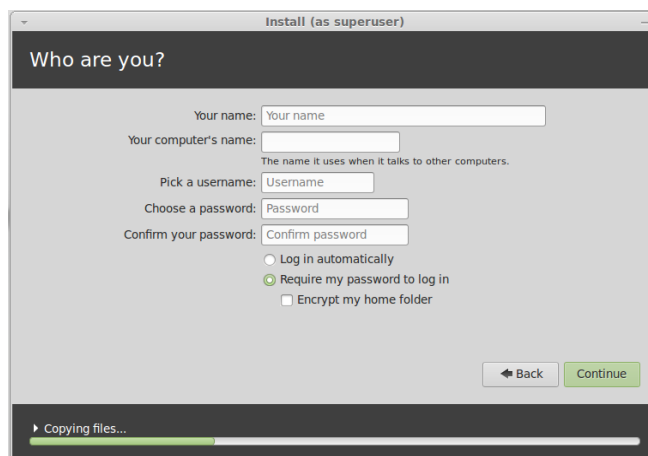 Install (as superuser)
Who are you?
Your name: Your name
Your computer's name:
The name it uses when it talks to other computers.
Pick a username: Username
Choose a password: Password
Confirm your password: Confirm password
Log in automatically
Require my password to log in
Encrypt my home folder
Back Continue
Copying files...